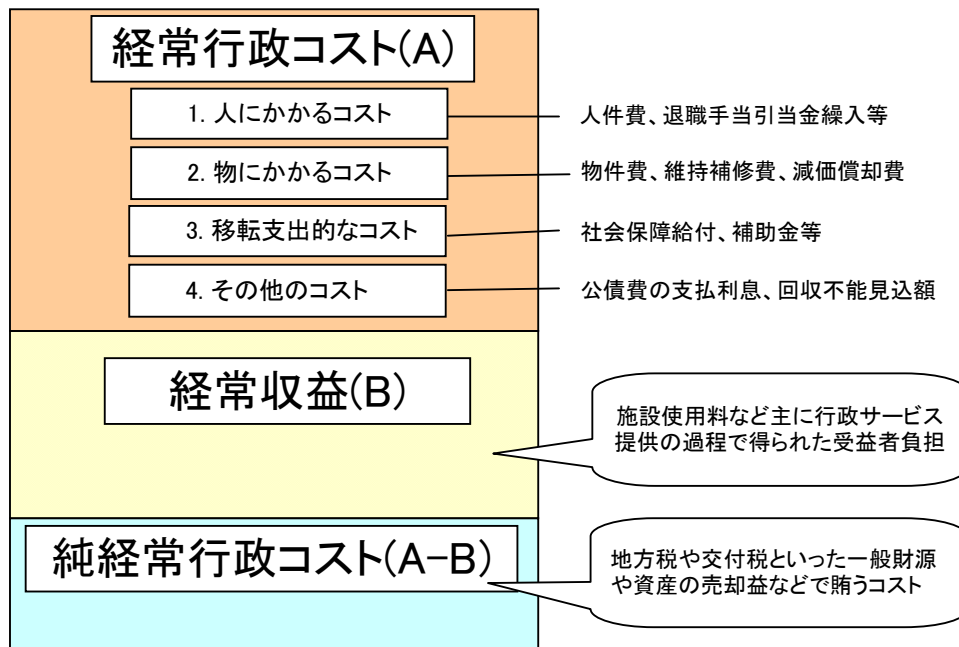 経常行政コスト(A)
1. 人にかかるコスト
人件費、退職手当引当金繰入等
2. 物にかかるコスト
物件費、維持補修費、減価償却費
3. 移転支出的なコスト
社会保障給付、補助金等
4. その他のコスト
公債費の支払利息、回収不能見込額
経常収益(B)
施設使用料など主に行政サービス
提供の過程で得られた受益者負担
純経常行政コスト(A-B)
地方税や交付税といった一般財源
や資産の売却益などで賄うコスト